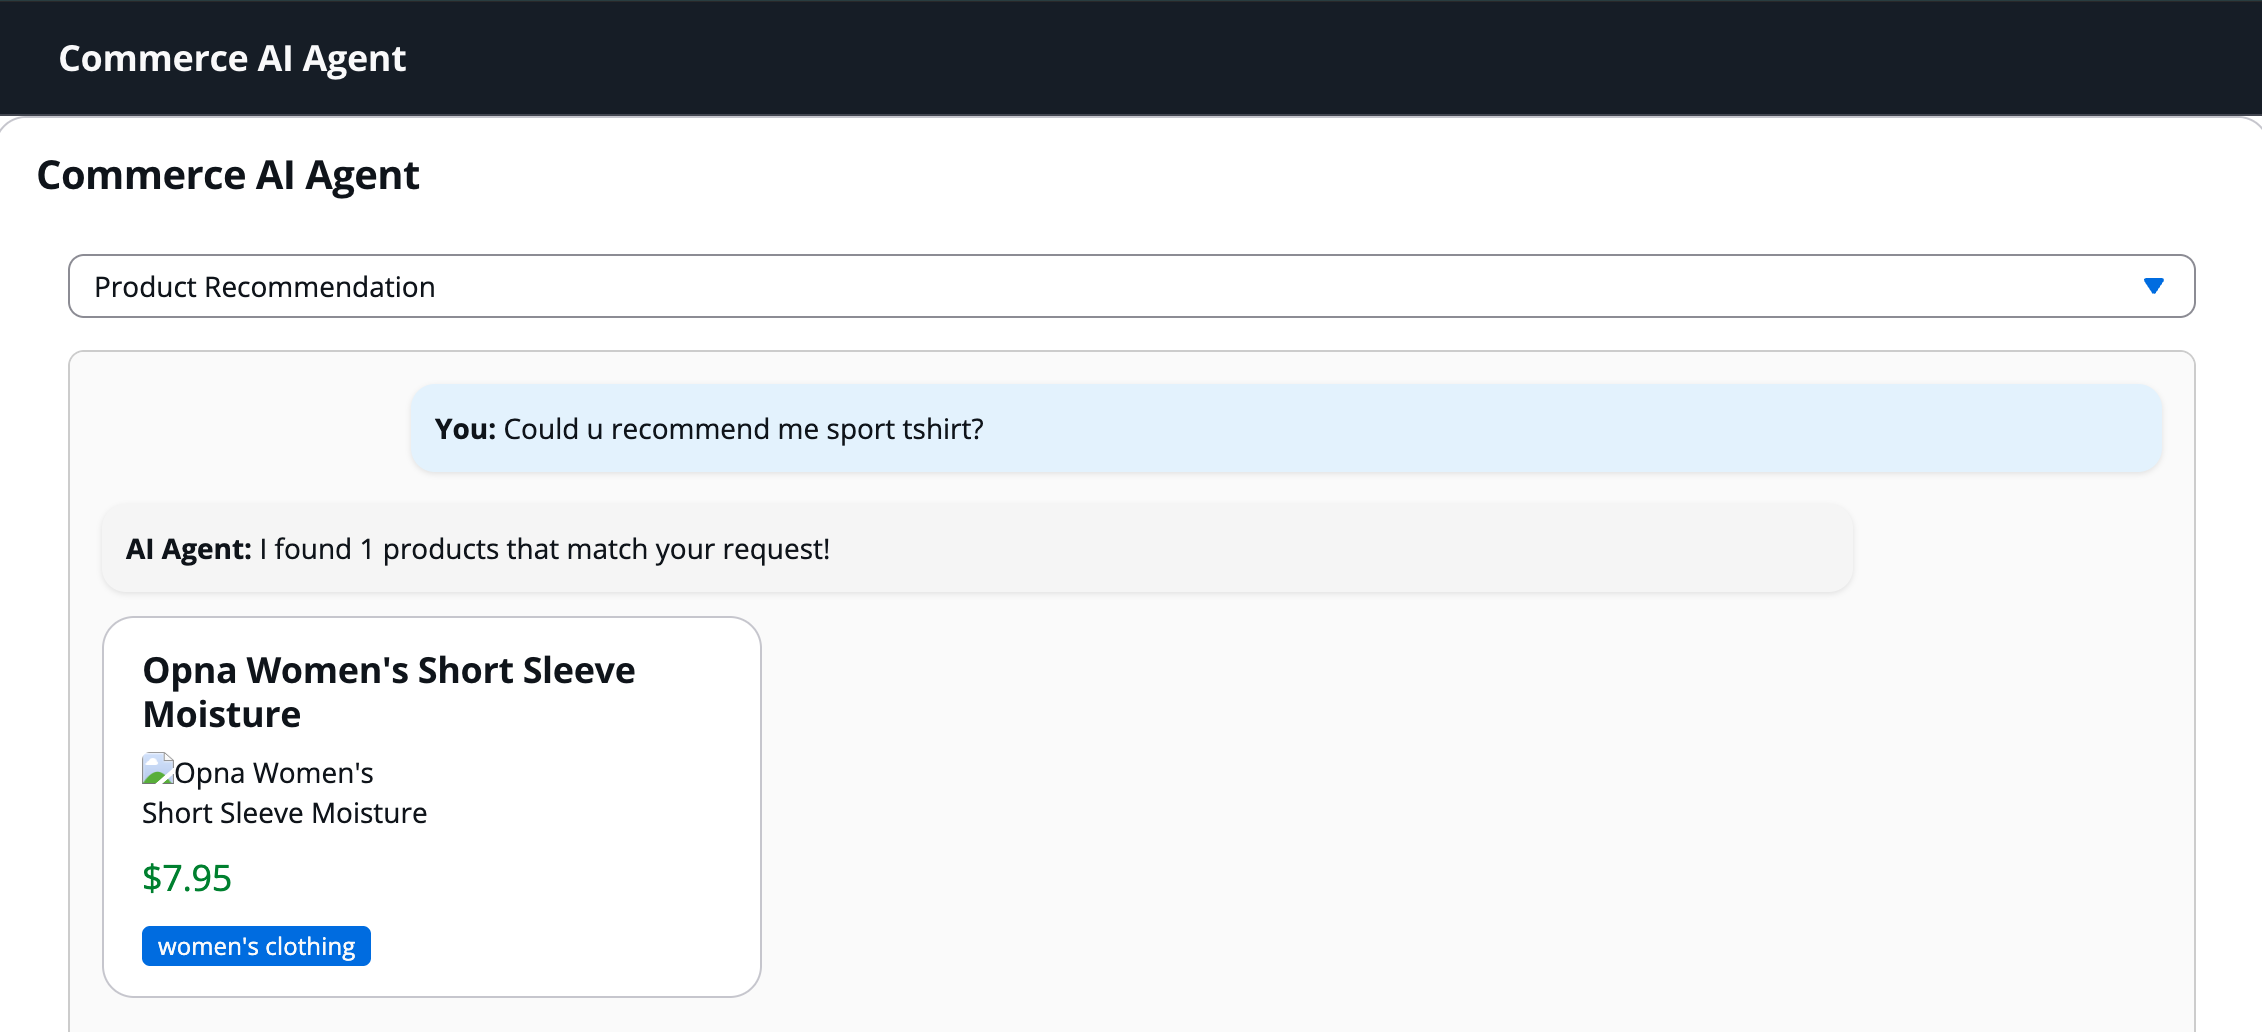 Commerce AI Agent
Commerce AI Agent
Product Recommendation
You: Could u recommend me sport tshirt?
AI Agent: I found 1 products that match your request!
Opna Women's Short Sleeve
Moisture
Opna Women's
Short Sleeve Moisture
$7.95
women's clothing